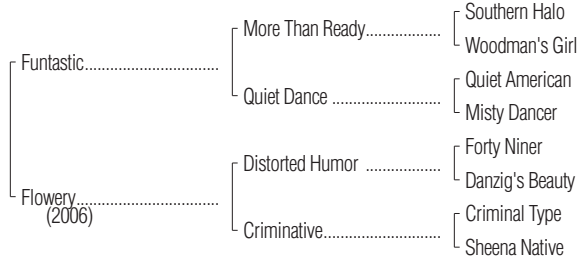 Southern Halo
More Than Ready..................
Woodman's Girl
Funtastic................................
Quiet American
Quiet Dance ..........................
Misty Dancer
Forty Niner
Distorted Humor ..................
Danzig's Beauty
Flowery..................................
(2006)
Criminal Type
Criminative............................
Sheena Native